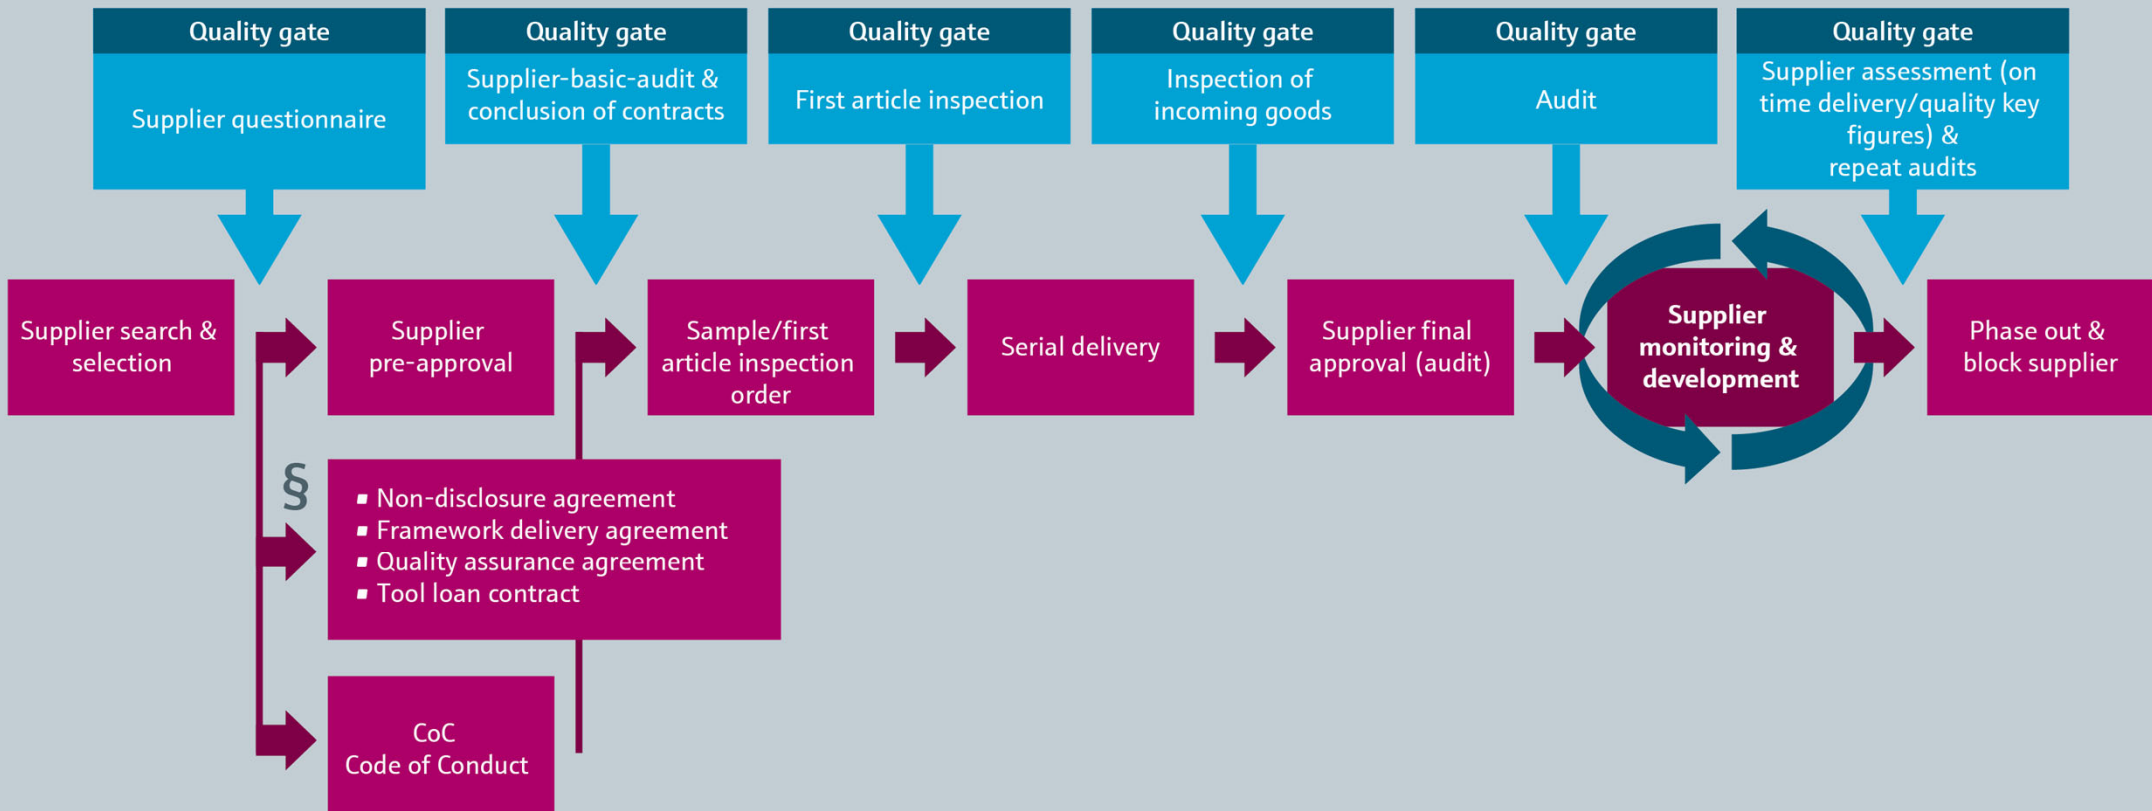 Quality gate
Supplier questionnaire
Quality gate
Supplier-basic-audit &
conclusion of contracts
Quality gate
First article inspection
Quality gate
Inspection of
incoming goods
Quality gate
Audit
Quality gate
Supplier assessment (on
time delivery/quality key
figures) &
repeat audits
Supplier search &
selection
Supplier
pre-approval
Sample/first
article inspection
order
Serial delivery
Supplier final
approval (audit)
Supplier
monitoring &
development
Phase out &
block supplier
§
▪ Non-disclosure agreement
▪ Framework delivery agreement
▪ Quality assurance agreement
▪ Tool loan contract
CoC
Code of Conduct